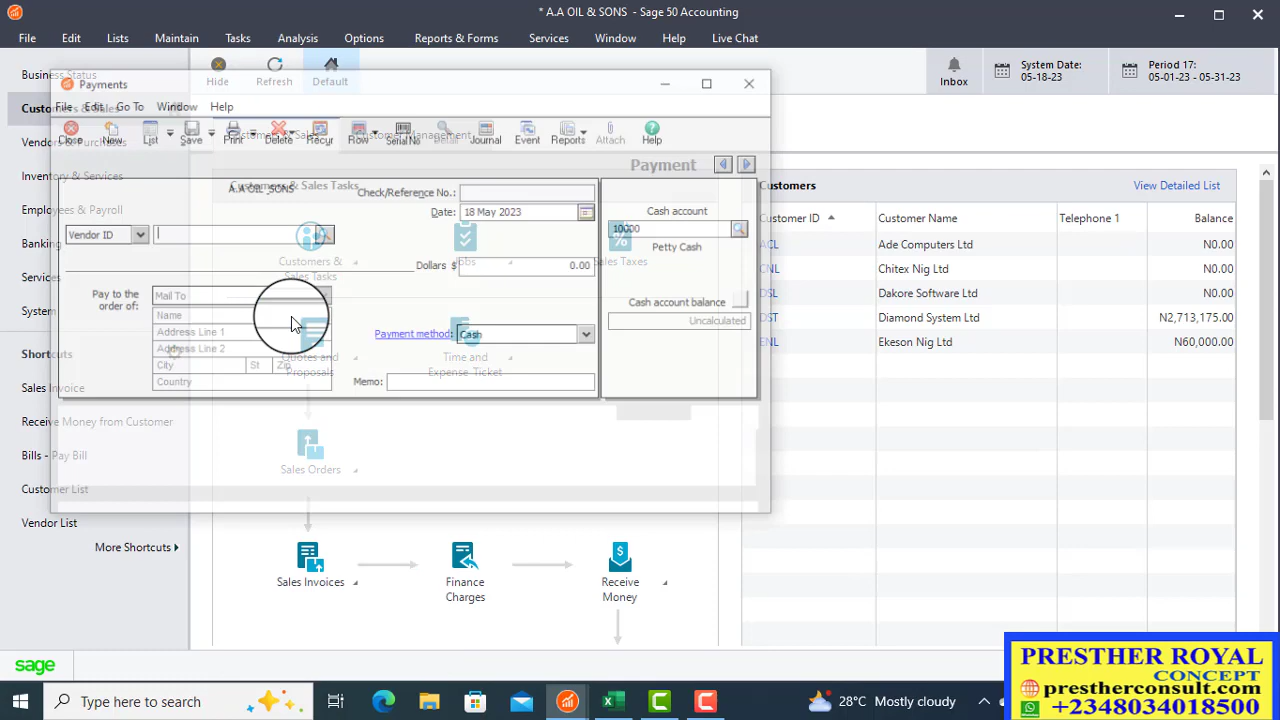 * A.A OIL & SONS - Sage 50 Accounting
File Edit Lists Maintain Tasks Analysis Options Reports & Forms Services Window Help Live Chat
Business Status
Customers & Sales
Vendors & Purchases
Inventory & Services
Employees & Payroll
Banking
Services
System
Shortcuts
Sales Invoice
Receive Money from Customer
Bills - Pay Bill
Customer List
Vendor List
More Shortcuts
Hide Refresh Default
Inbox
System Date:
05-18-23
Period 17:
05-01-23 - 05-31-23
Payments
File Edit Go To Window Help
Close New List Save Print Delete Recur Row Serial No Detail Journal Event Reports Attach Help
Customer Management
Payment
A.A OIL SONS
Customers & Sales Tasks
Check/Reference No.:
Date: 18 May 2023
Vendor ID
Dollars $ 0.00
Pay to the
order of:
Mail To
Name
Address Line 1
Address Line 2
City St Zip
Country
Payment method: Cash
Memo:
Cash account
10000
Petty Cash
Cash account balance
Uncalculated
Customers &
Sales Tasks
Jobs
Sales Taxes
Quotes and
Proposals
Time and
Expense Ticket
Sales Orders
Sales Invoices
Finance
Charges
Receive
Money
Customers View Detailed List
Customer ID Customer Name Telephone 1 Balance
ACL Ade Computers Ltd N0.00
CNL Chitex Nig Ltd N0.00
DSL Dakore Software Ltd N0.00
DST Diamond System Ltd N2,713,175.00
ENL Ekeson Nig Ltd N60,000.00
sage
PRESTHER ROYAL
CONCEPT
prestherconsult.com
+2348034018500
Type here to search
28°C Mostly cloudy